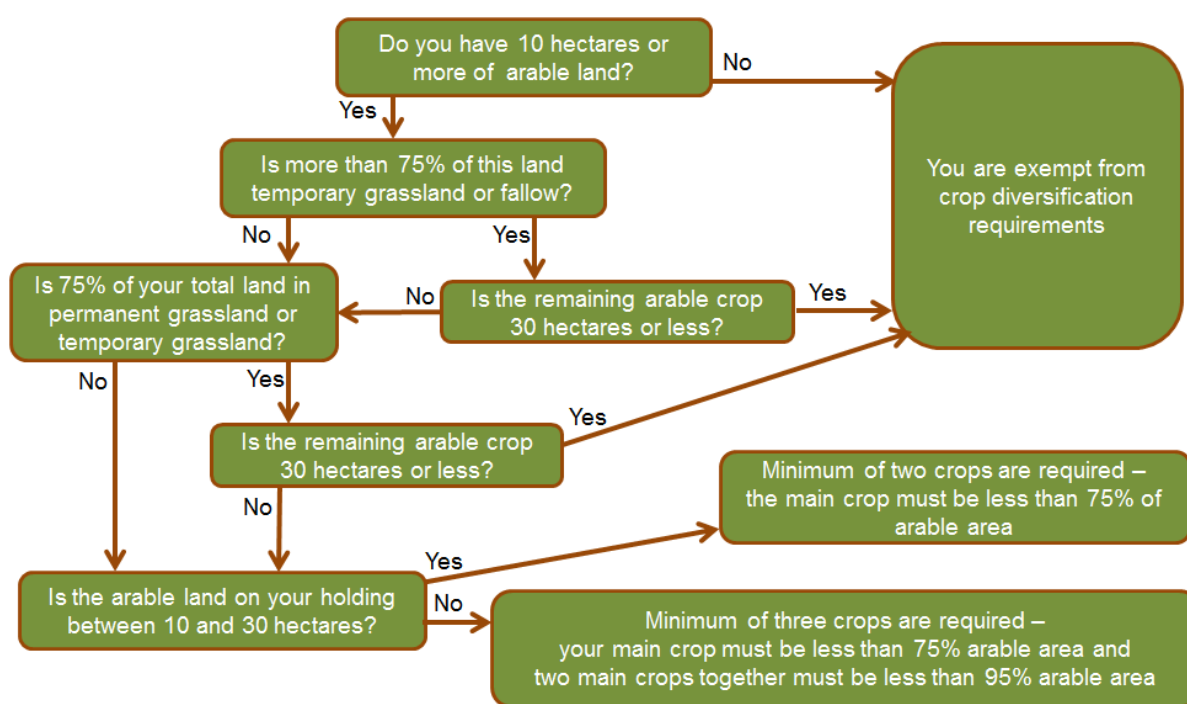 Do you have 10 hectares or
more of arable land?
No
Yes
Is more than 75% of this land
temporary grassland or fallow?
You are exempt from
crop diversification
requirements
No
Yes
Is 75% of your total land in
permanent grassland or
temporary grassland?
No
Is the remaining arable crop
30 hectares or less?
Yes
No
Yes
Yes
Is the remaining arable crop
30 hectares or less?
No
Minimum of two crops are required –
the main crop must be less than 75% of
arable area
Yes
Is the arable land on your holding
between 10 and 30 hectares?
No
Minimum of three crops are required –
your main crop must be less than 75% arable area and
two main crops together must be less than 95% arable area